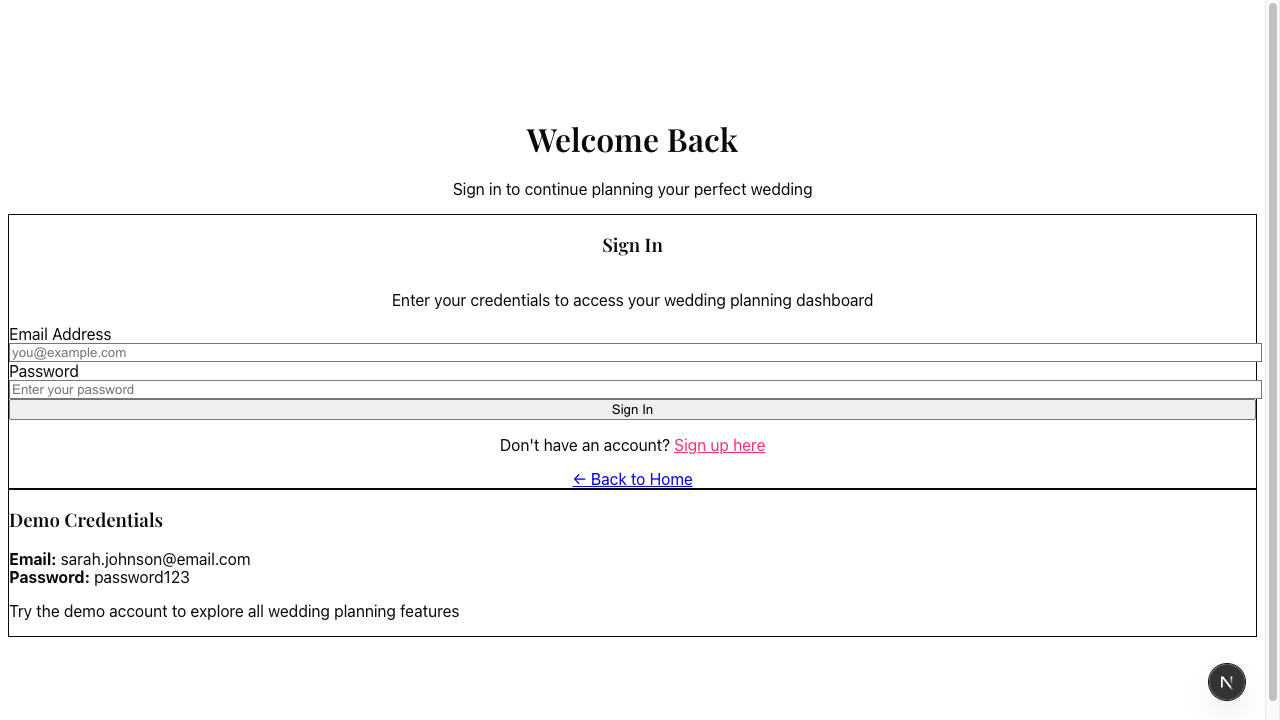 Welcome Back
Sign in to continue planning your perfect wedding
Sign In
Enter your credentials to access your wedding planning dashboard
Email Address
you@example.com
Password
Enter your password
Sign In
Don't have an account? Sign up here
← Back to Home
Demo Credentials
Email: sarah.johnson@email.com
Password: password123
Try the demo account to explore all wedding planning features
N